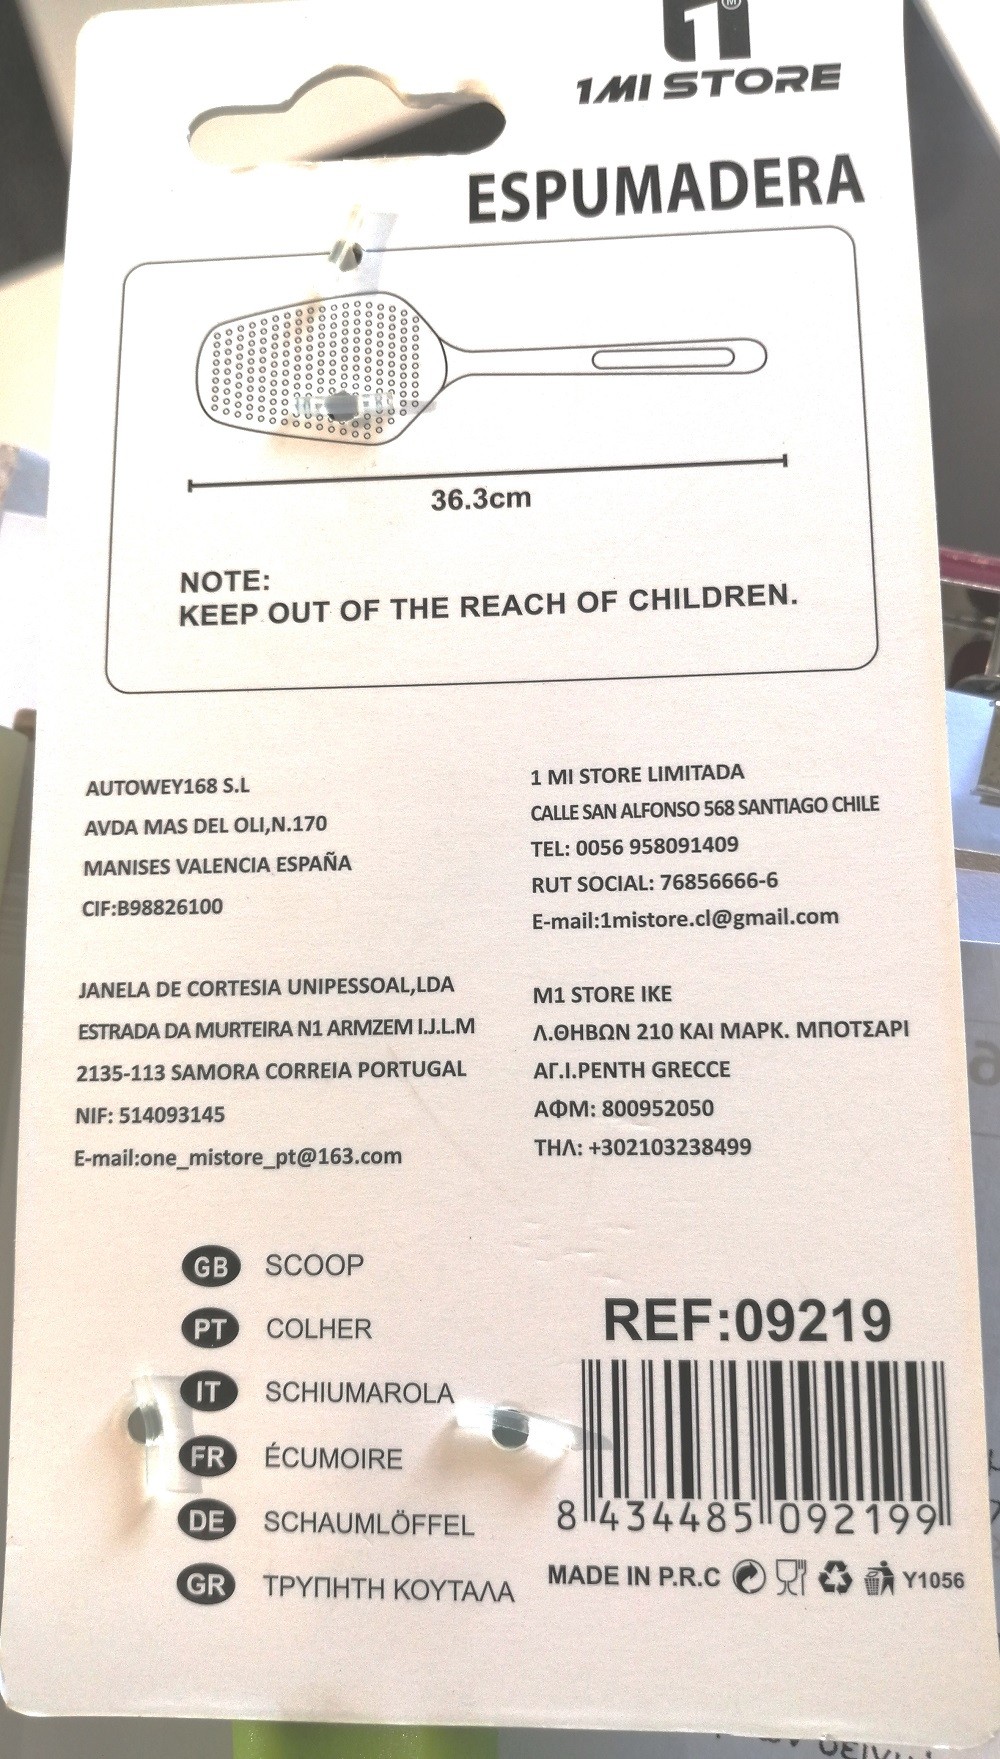 1MI STORE
ESPUMADERA
36.3cm
NOTE:
KEEP OUT OF THE REACH OF CHILDREN.
AUTOWEY168 S.L
AVDA MAS DEL OLI,N.170
MANISES VALENCIA ESPAÑA
CIF:B98826100
1 MI STORE LIMITADA
CALLE SAN ALFONSO 568 SANTIAGO CHILE
TEL: 0056 958091409
RUT SOCIAL: 76856666-6
E-mail:1mistore.cl@gmail.com
JANELA DE CORTESIA UNIPESSOAL,LDA
ESTRADA DA MURTEIRA N1 ARMZEM I.J.L.M
2135-113 SAMORA CORREIA PORTUGAL
NIF: 514093145
E-mail:one_mistore_pt@163.com
M1 STORE IKE
Λ.ΘΗΒΩΝ 210 ΚΑΙ ΜΑΡΚ. ΜΠΟΤΣΑΡΙ
ΑΓ.Ι.ΡΕΝΤΗ GRECCE
ΑΦΜ: 800952050
ΤΗΛ: +302103238499
GB SCOOP
PT COLHER
IT SCHIUMAROLA
FR ÉCUMOIRE
DE SCHAUMLÖFFEL
GR ΤΡΥΠΗΤΗ ΚΟΥΤΑΛΑ
REF:09219
8 434485 092199
MADE IN P.R.C Y1056